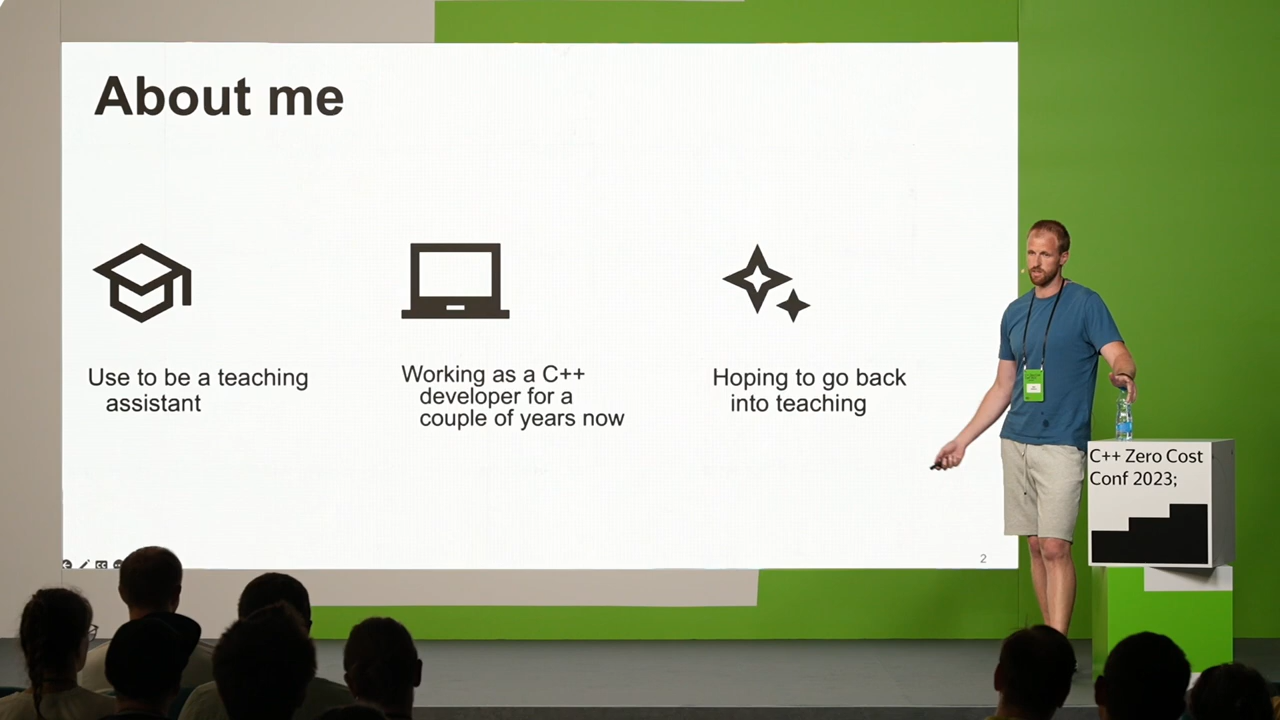 About me
Use to be a teaching
assistant
Working as a C++
developer for a
couple of years now
Hoping to go back
into teaching
2
C++ Zero Cost
Conf 2023;